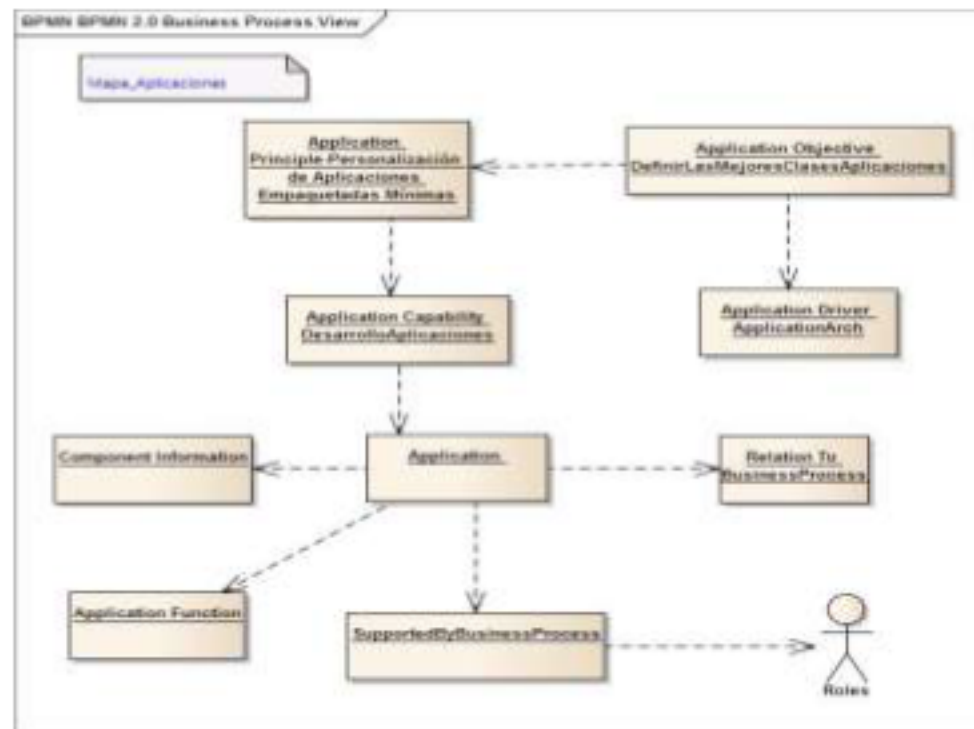 BPMN BPMN 2.0 Business Process View
Mapa_Aplicaciones
Application
Principle Personalización
de Aplicaciones
Empaquetadas Mínimas
Application Objective
DefinirLasMejoresClasesAplicaciones
Application Capability
DesarrolloAplicaciones
Application Driver
ApplicationArch
Component Information
Application
Relation Tu
BusinessProcess
Application Function
SupportedByBusinessProcess
Roles